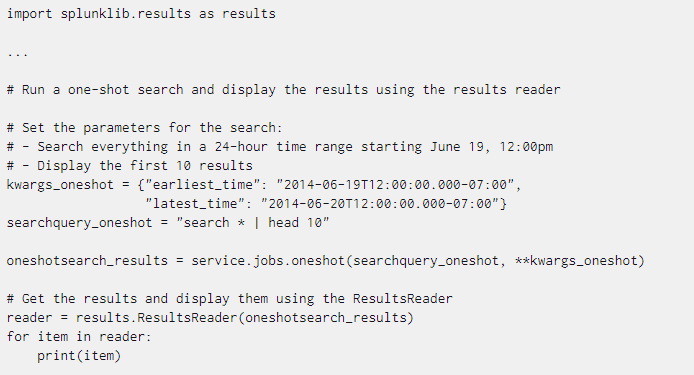 import splunklib.results as results
...
# Run a one-shot search and display the results using the results reader
# Set the parameters for the search:
# - Search everything in a 24-hour time range starting June 19, 12:00pm
# - Display the first 10 results
kwargs_oneshot = {"earliest_time": "2014-06-19T12:00:00.000-07:00",
                  "latest_time": "2014-06-20T12:00:00.000-07:00"}
searchquery_oneshot = "search * | head 10"
oneshotsearch_results = service.jobs.oneshot(searchquery_oneshot, **kwargs_oneshot)
# Get the results and display them using the ResultsReader
reader = results.ResultsReader(oneshotsearch_results)
for item in reader:
    print(item)